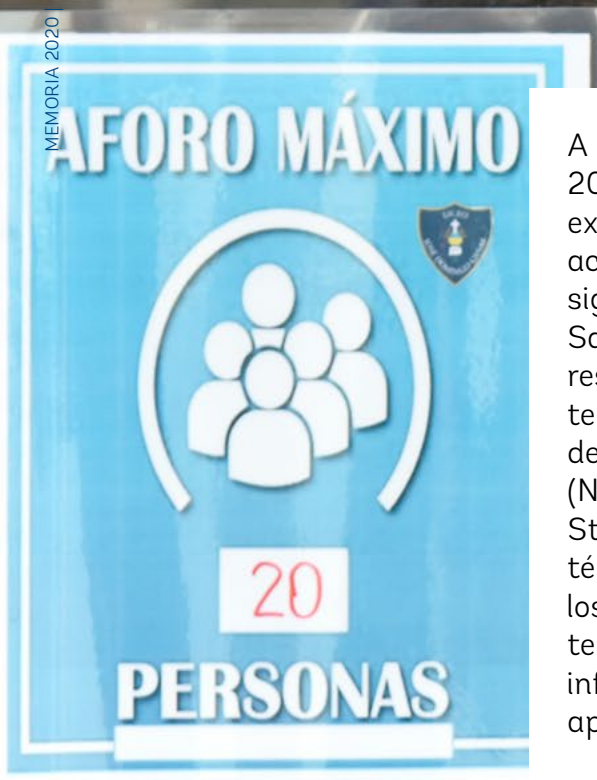 MEMORIA 2020 |
AFORO MÁXIMO
LICEO
20
PERSONAS
A
20
ex
ac
sig
Sa
res
te
de
(N
St
té
los
te
inf
ap